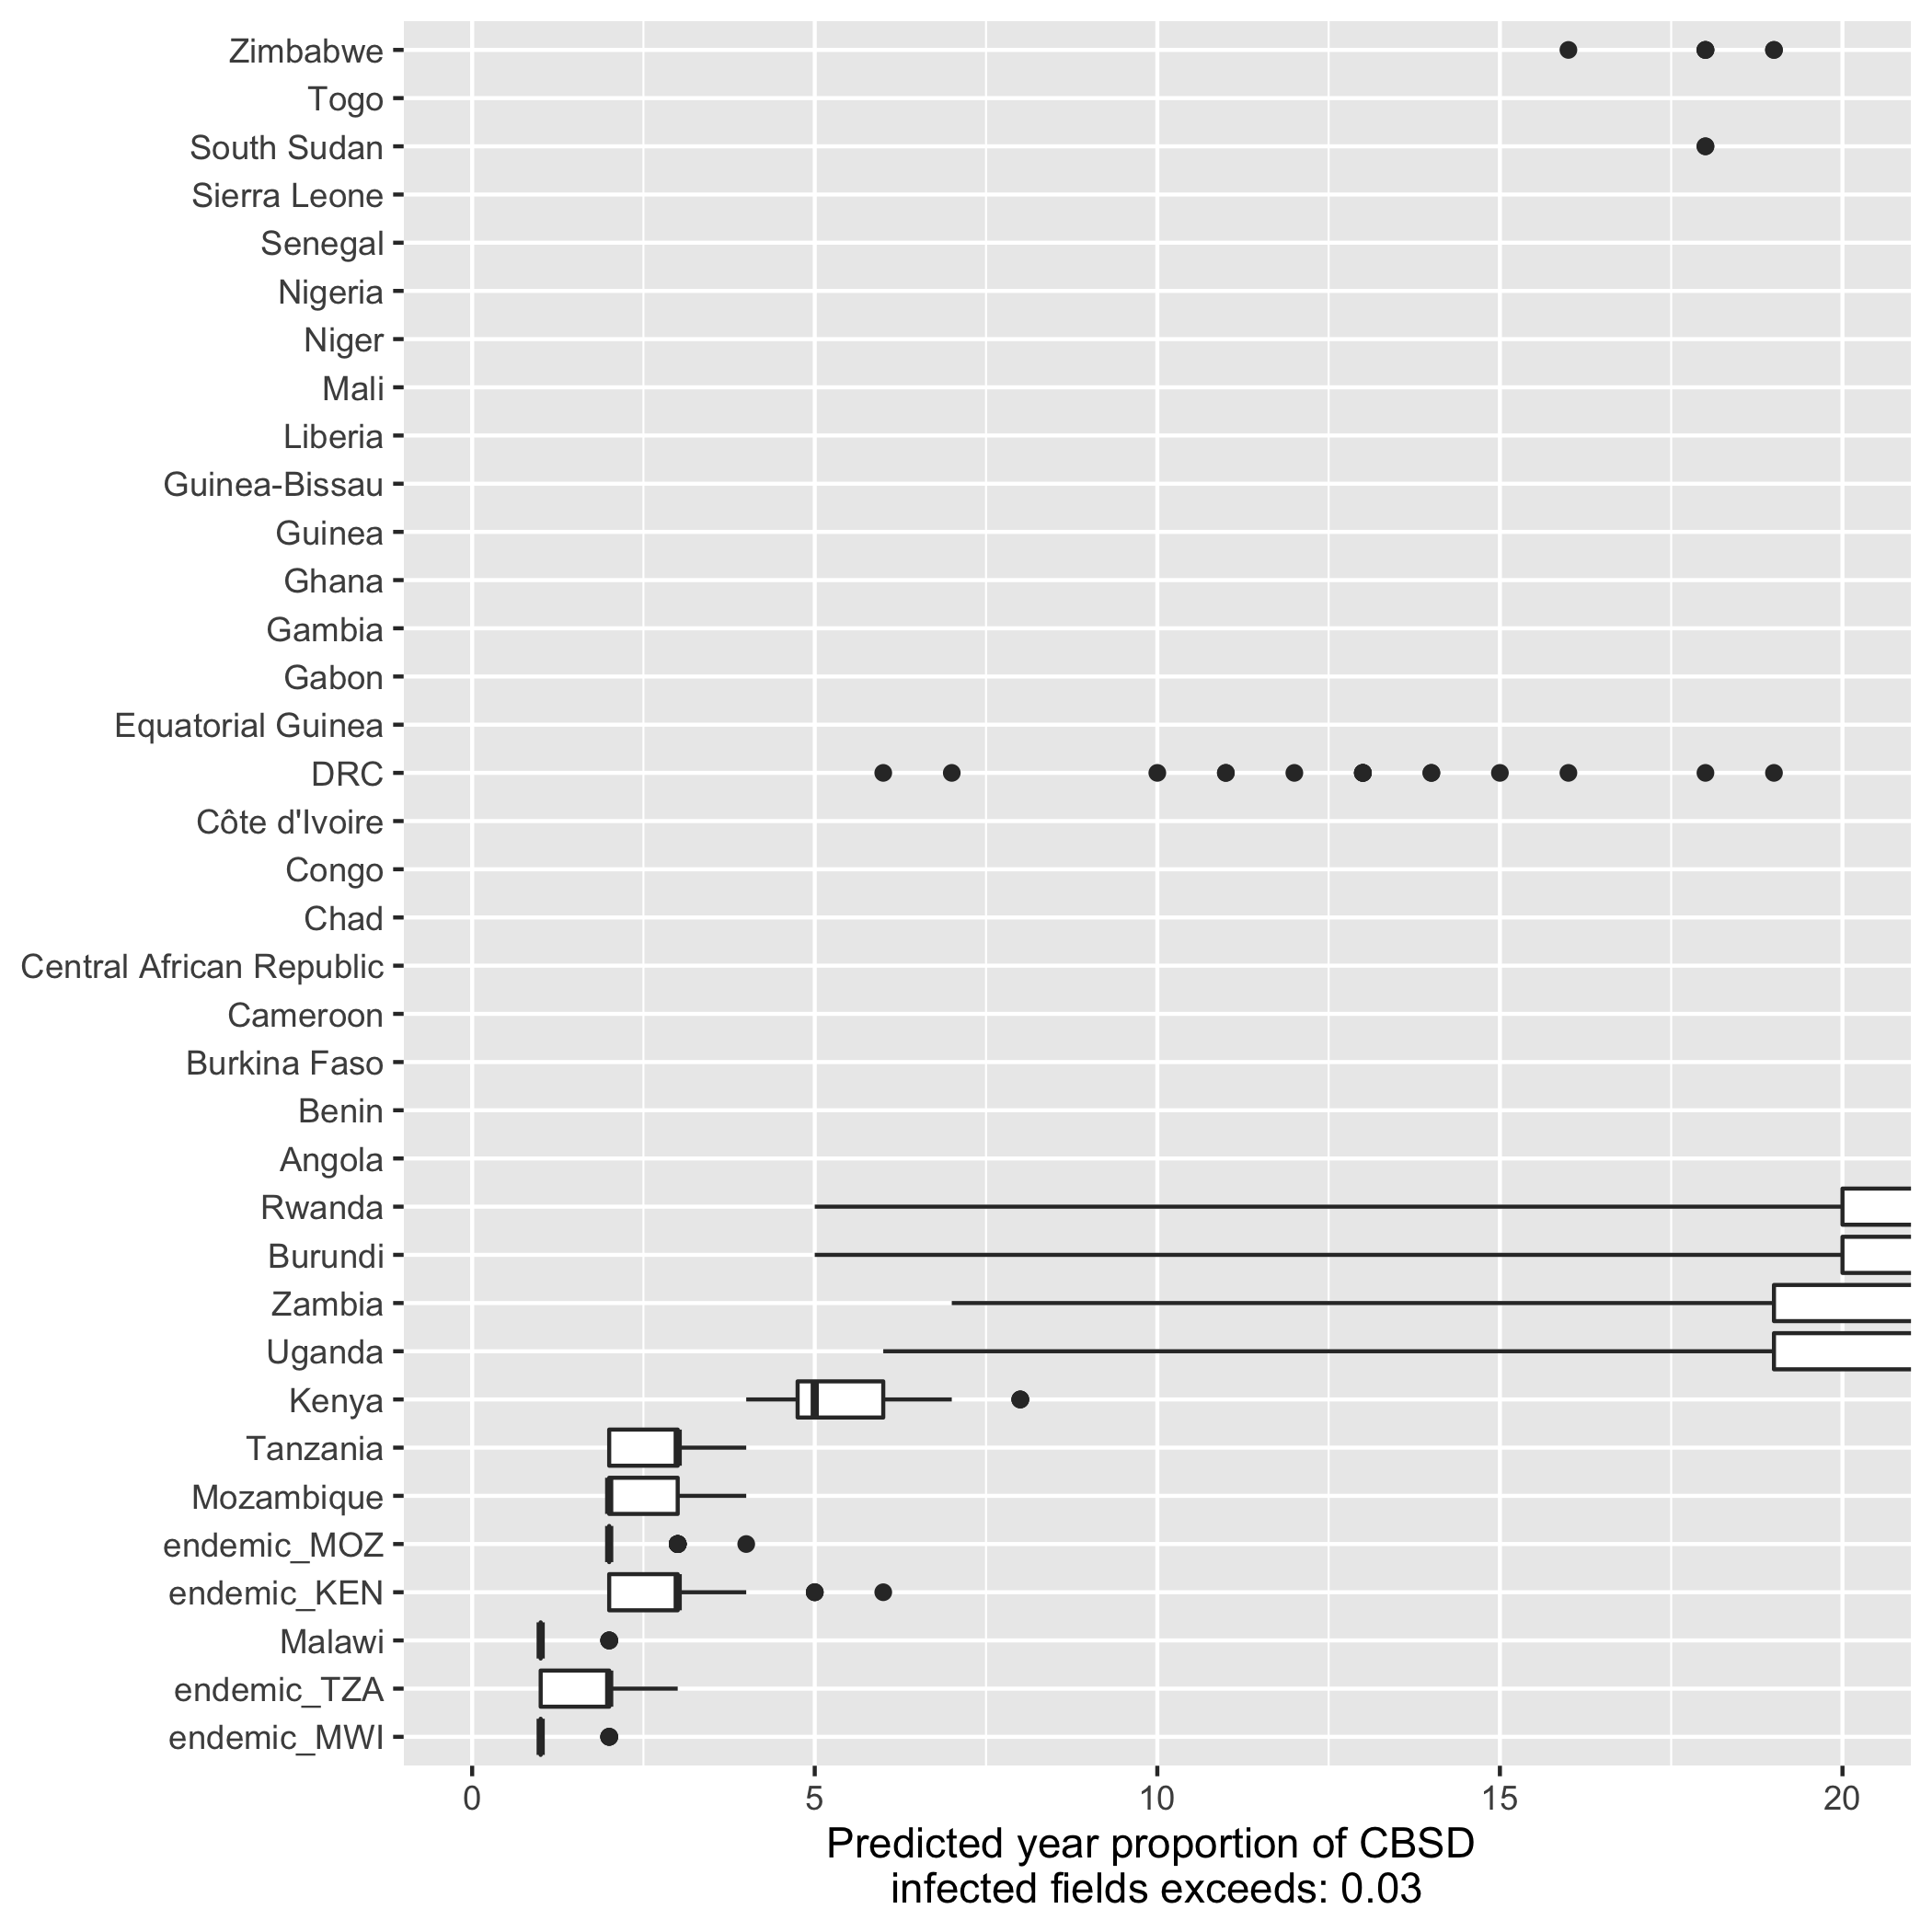 Zimbabwe
Togo
South Sudan
Sierra Leone
Senegal
Nigeria
Niger
Mali
Liberia
Guinea-Bissau
Guinea
Ghana
Gambia
Gabon
Equatorial Guinea
DRC
Côte d'Ivoire
Congo
Chad
Central African Republic
Cameroon
Burkina Faso
Benin
Angola
Rwanda
Burundi
Zambia
Uganda
Kenya
Tanzania
Mozambique
endemic_MOZ
endemic_KEN
Malawi
endemic_TZA
endemic_MWI
0 5 10 15 20
Predicted year proportion of CBSD
infected fields exceeds: 0.03